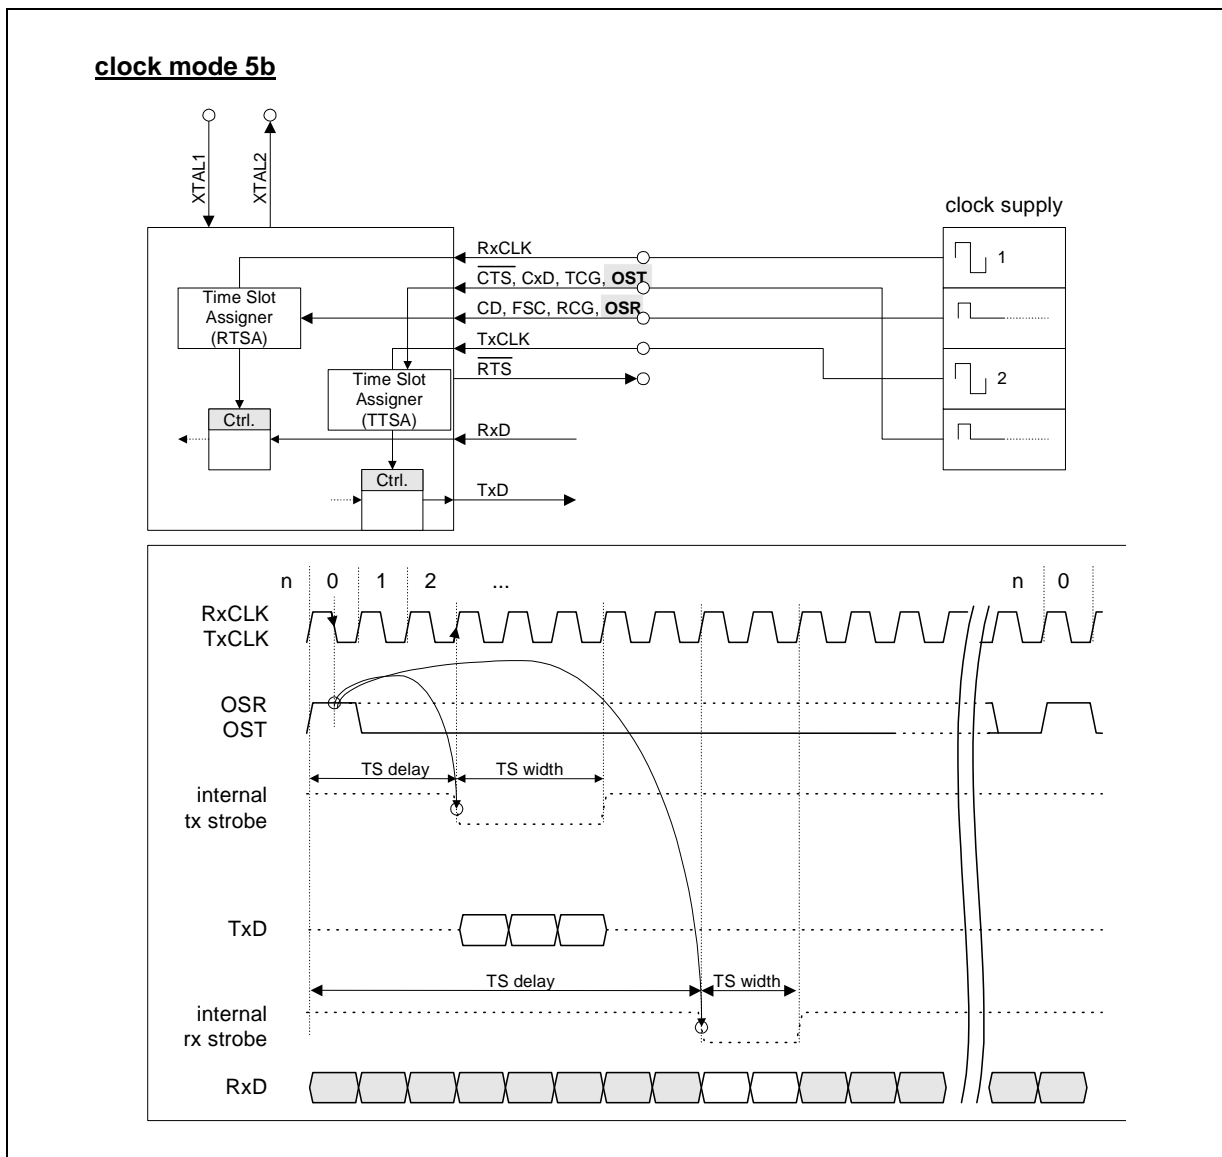 clock mode 5b
XTAL1
XTAL2
clock supply
RxCLK
1
CTS, CxD, TCG, OST
Time Slot
Assigner
(RTSA)
CD, FSC, RCG, OSR
TxCLK
RTS
2
Time Slot
Assigner
(TTSA)
Ctrl.
RxD
Ctrl.
TxD
n 0 1 2 ... n 0
RxCLK
TxCLK
OSR
OST
TS delay TS width
internal
tx strobe
TxD
TS delay TS width
internal
rx strobe
RxD